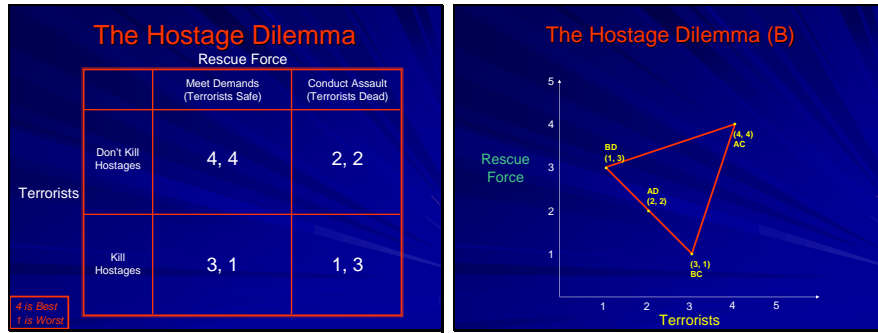 The Hostage Dilemma
Rescue Force
Meet Demands
(Terrorists Safe)
Conduct Assault
(Terrorists Dead)
Terrorists
Don't Kill
Hostages
4, 4
2, 2
Kill
Hostages
3, 1
1, 3
4 is Best
1 is Worst
The Hostage Dilemma (B)
Rescue
Force
5
4
3
2
1
BD
(1, 3)
AD
(2, 2)
(4, 4)
AC
(3, 1)
BC
1
2
3
4
5
Terrorists